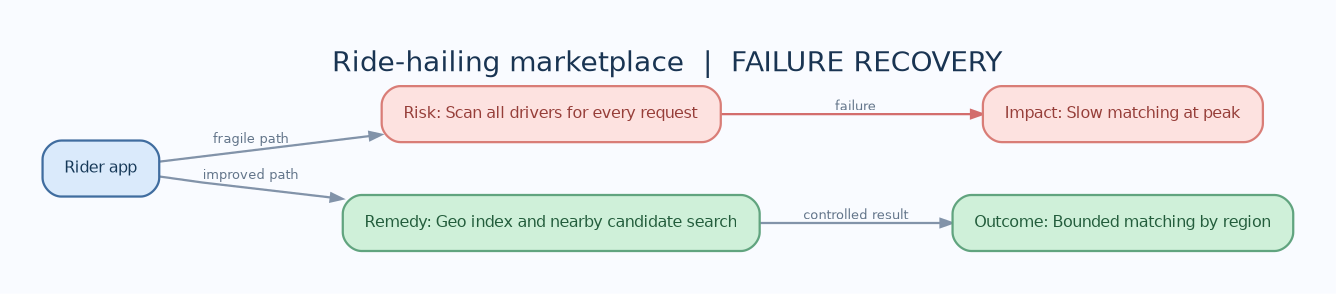 Ride-hailing marketplace | FAILURE RECOVERY
Risk: Scan all drivers for every request
failure
Impact: Slow matching at peak
fragile path
Rider app
improved path
Remedy: Geo index and nearby candidate search
controlled result
Outcome: Bounded matching by region